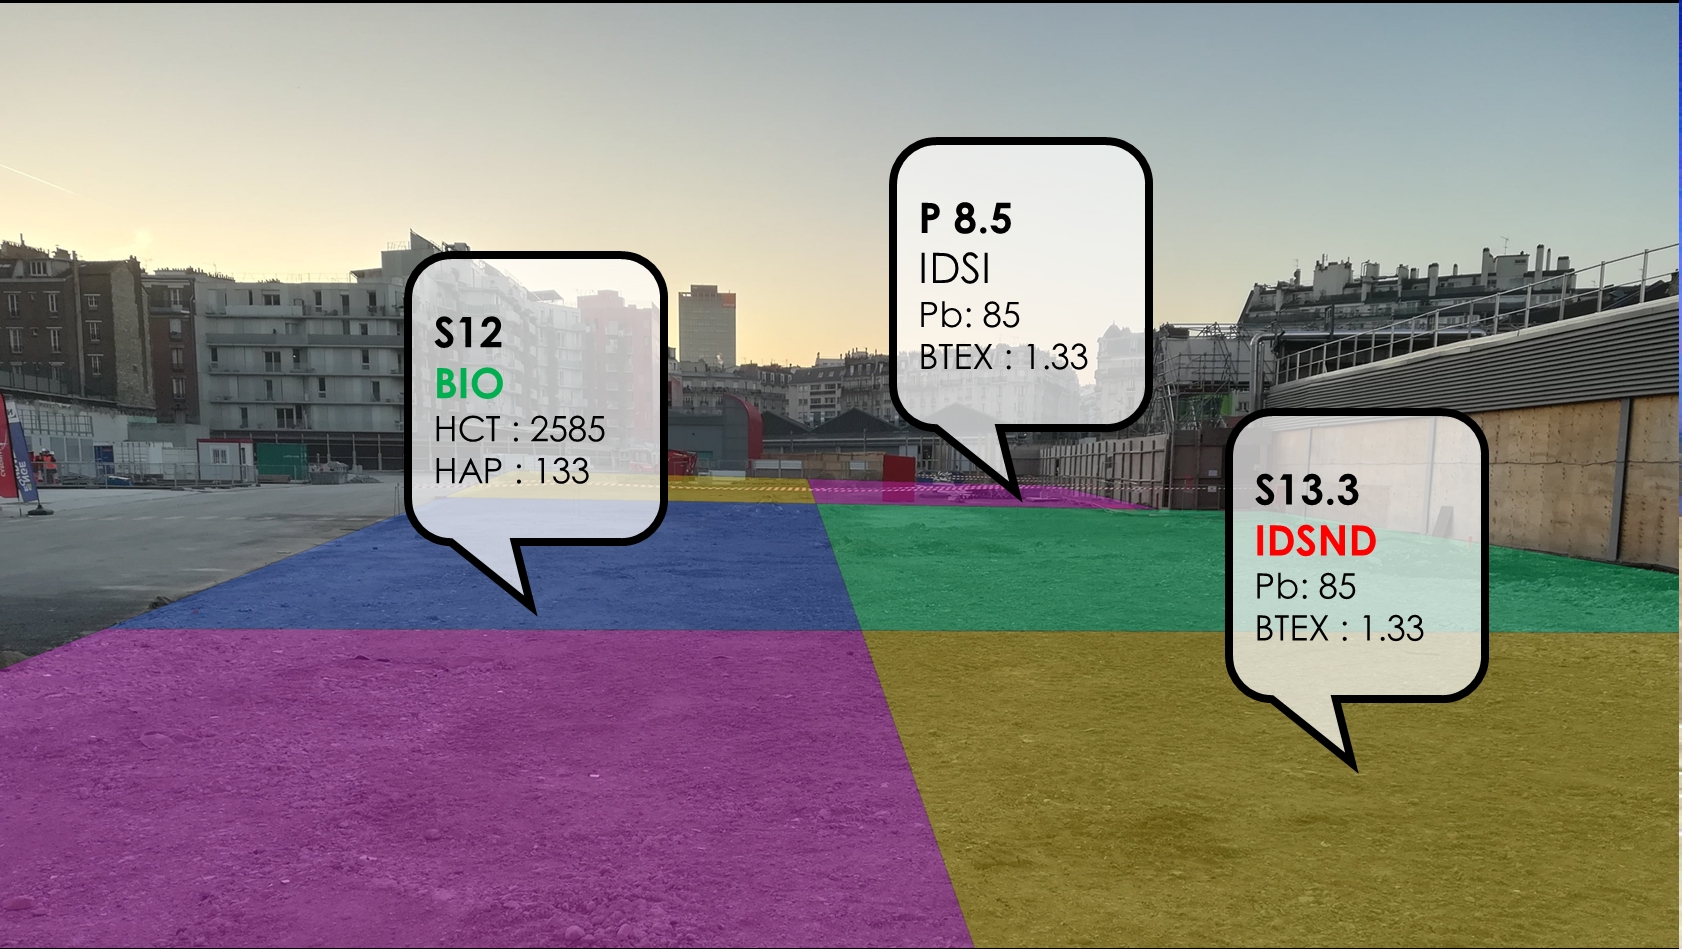 S12
BIO
HCT : 2585
HAP : 133
P 8.5
IDSI
Pb: 85
BTEX : 1.33
S13.3
IDSND
Pb: 85
BTEX : 1.33